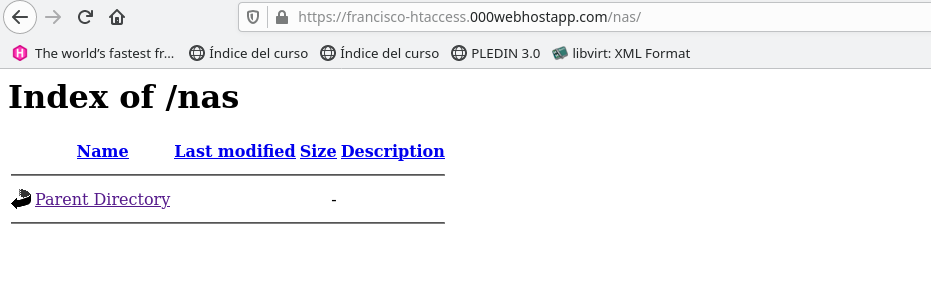 https://francisco-htaccess.000webhostapp.com/nas/
The world's fastest fr... Índice del curso Índice del curso PLEDIN 3.0 libvirt: XML Format
Index of /nas
Name Last modified Size Description
Parent Directory -